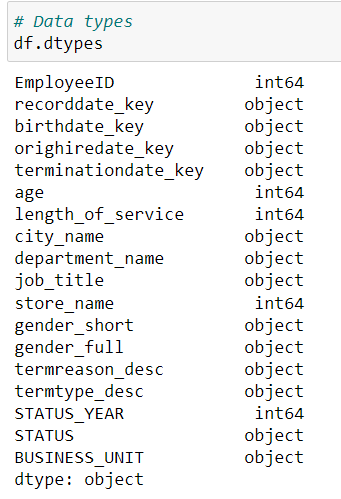 # Data types
df.dtypes
EmployeeID int64
recorddate_key object
birthdate_key object
orighiredate_key object
terminationdate_key object
age int64
length_of_service int64
city_name object
department_name object
job_title object
store_name int64
gender_short object
gender_full object
termreason_desc object
termtype_desc object
STATUS_YEAR int64
STATUS object
BUSINESS_UNIT object
dtype: object